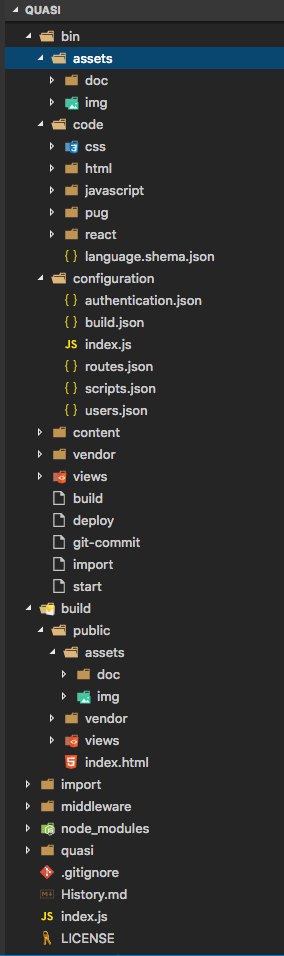 QUASI
bin
assets
doc
img
code
css
html
javascript
pug
react
language.shema.json
configuration
authentication.json
build.json
JS index.js
routes.json
scripts.json
users.json
content
vendor
views
build
deploy
git-commit
import
start
build
public
assets
doc
img
vendor
views
index.html
import
middleware
node_modules
quasi
.gitignore
History.md
JS index.js
LICENSE